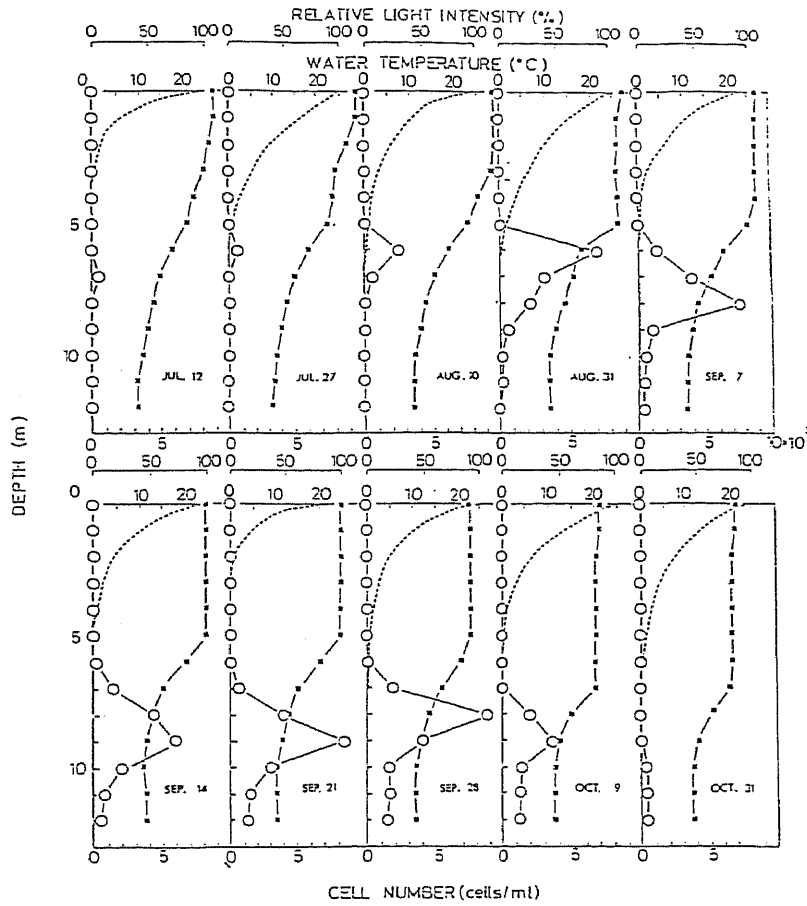 RELATIVE LIGHT INTENSITY (%)
0 50 100 0 50 100 0 50 100 0 50 100 0 50 100
WATER TEMPERATURE (°C)
0 10 20 0 10 20 0 10 20 0 10 20 0 10 20
5
10
JUL. 12 JUL. 27 AUG. 10 AUG. 31 SEP. 7
DEPTH (m)
0 5 0 5 0 5 0 5 0 5
0 50 100 0 50 100 0 50 100 0 50 100 0 50 100
0 10 20 0 10 20 0 10 20 0 10 20 0 10 20
5
10
SEP. 14 SEP. 21 SEP. 28 OCT. 9 OCT. 31
0 5 0 5 0 5 0 5 0 5
CELL NUMBER (cells/ml)